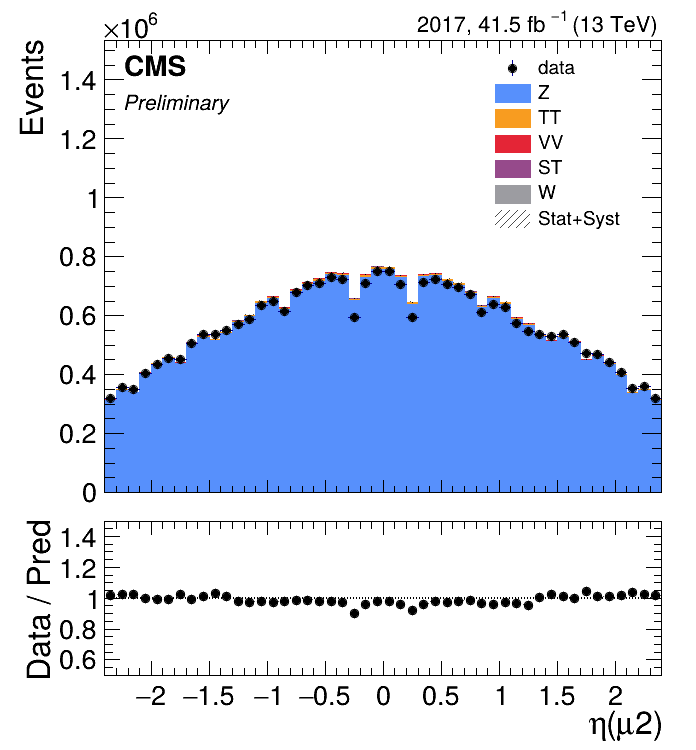 ×10⁶
2017, 41.5 fb⁻¹ (13 TeV)
Events
CMS
Preliminary
data
Z
TT
VV
ST
W
Stat+Syst
1.4
1.2
1
0.8
0.6
0.4
0.2
0
Data / Pred
1.4
1.2
1
0.8
0.6
−2 −1.5 −1 −0.5 0 0.5 1 1.5 2
η(μ2)